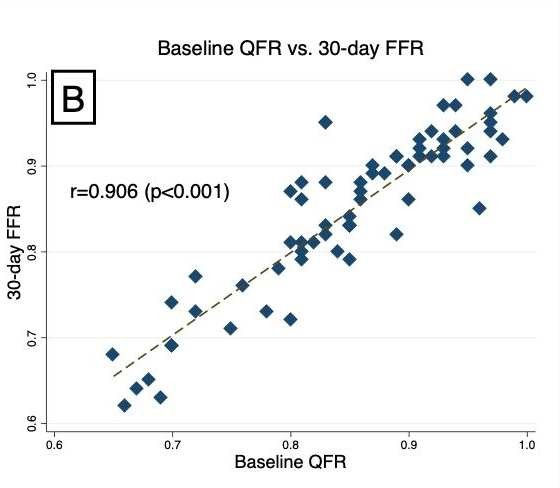 Baseline QFR vs. 30-day FFR
B
r=0.906 (p<0.001)
30-day FFR
1.0
0.9
0.8
0.7
0.6
0.6 0.7 0.8 0.9 1.0
Baseline QFR